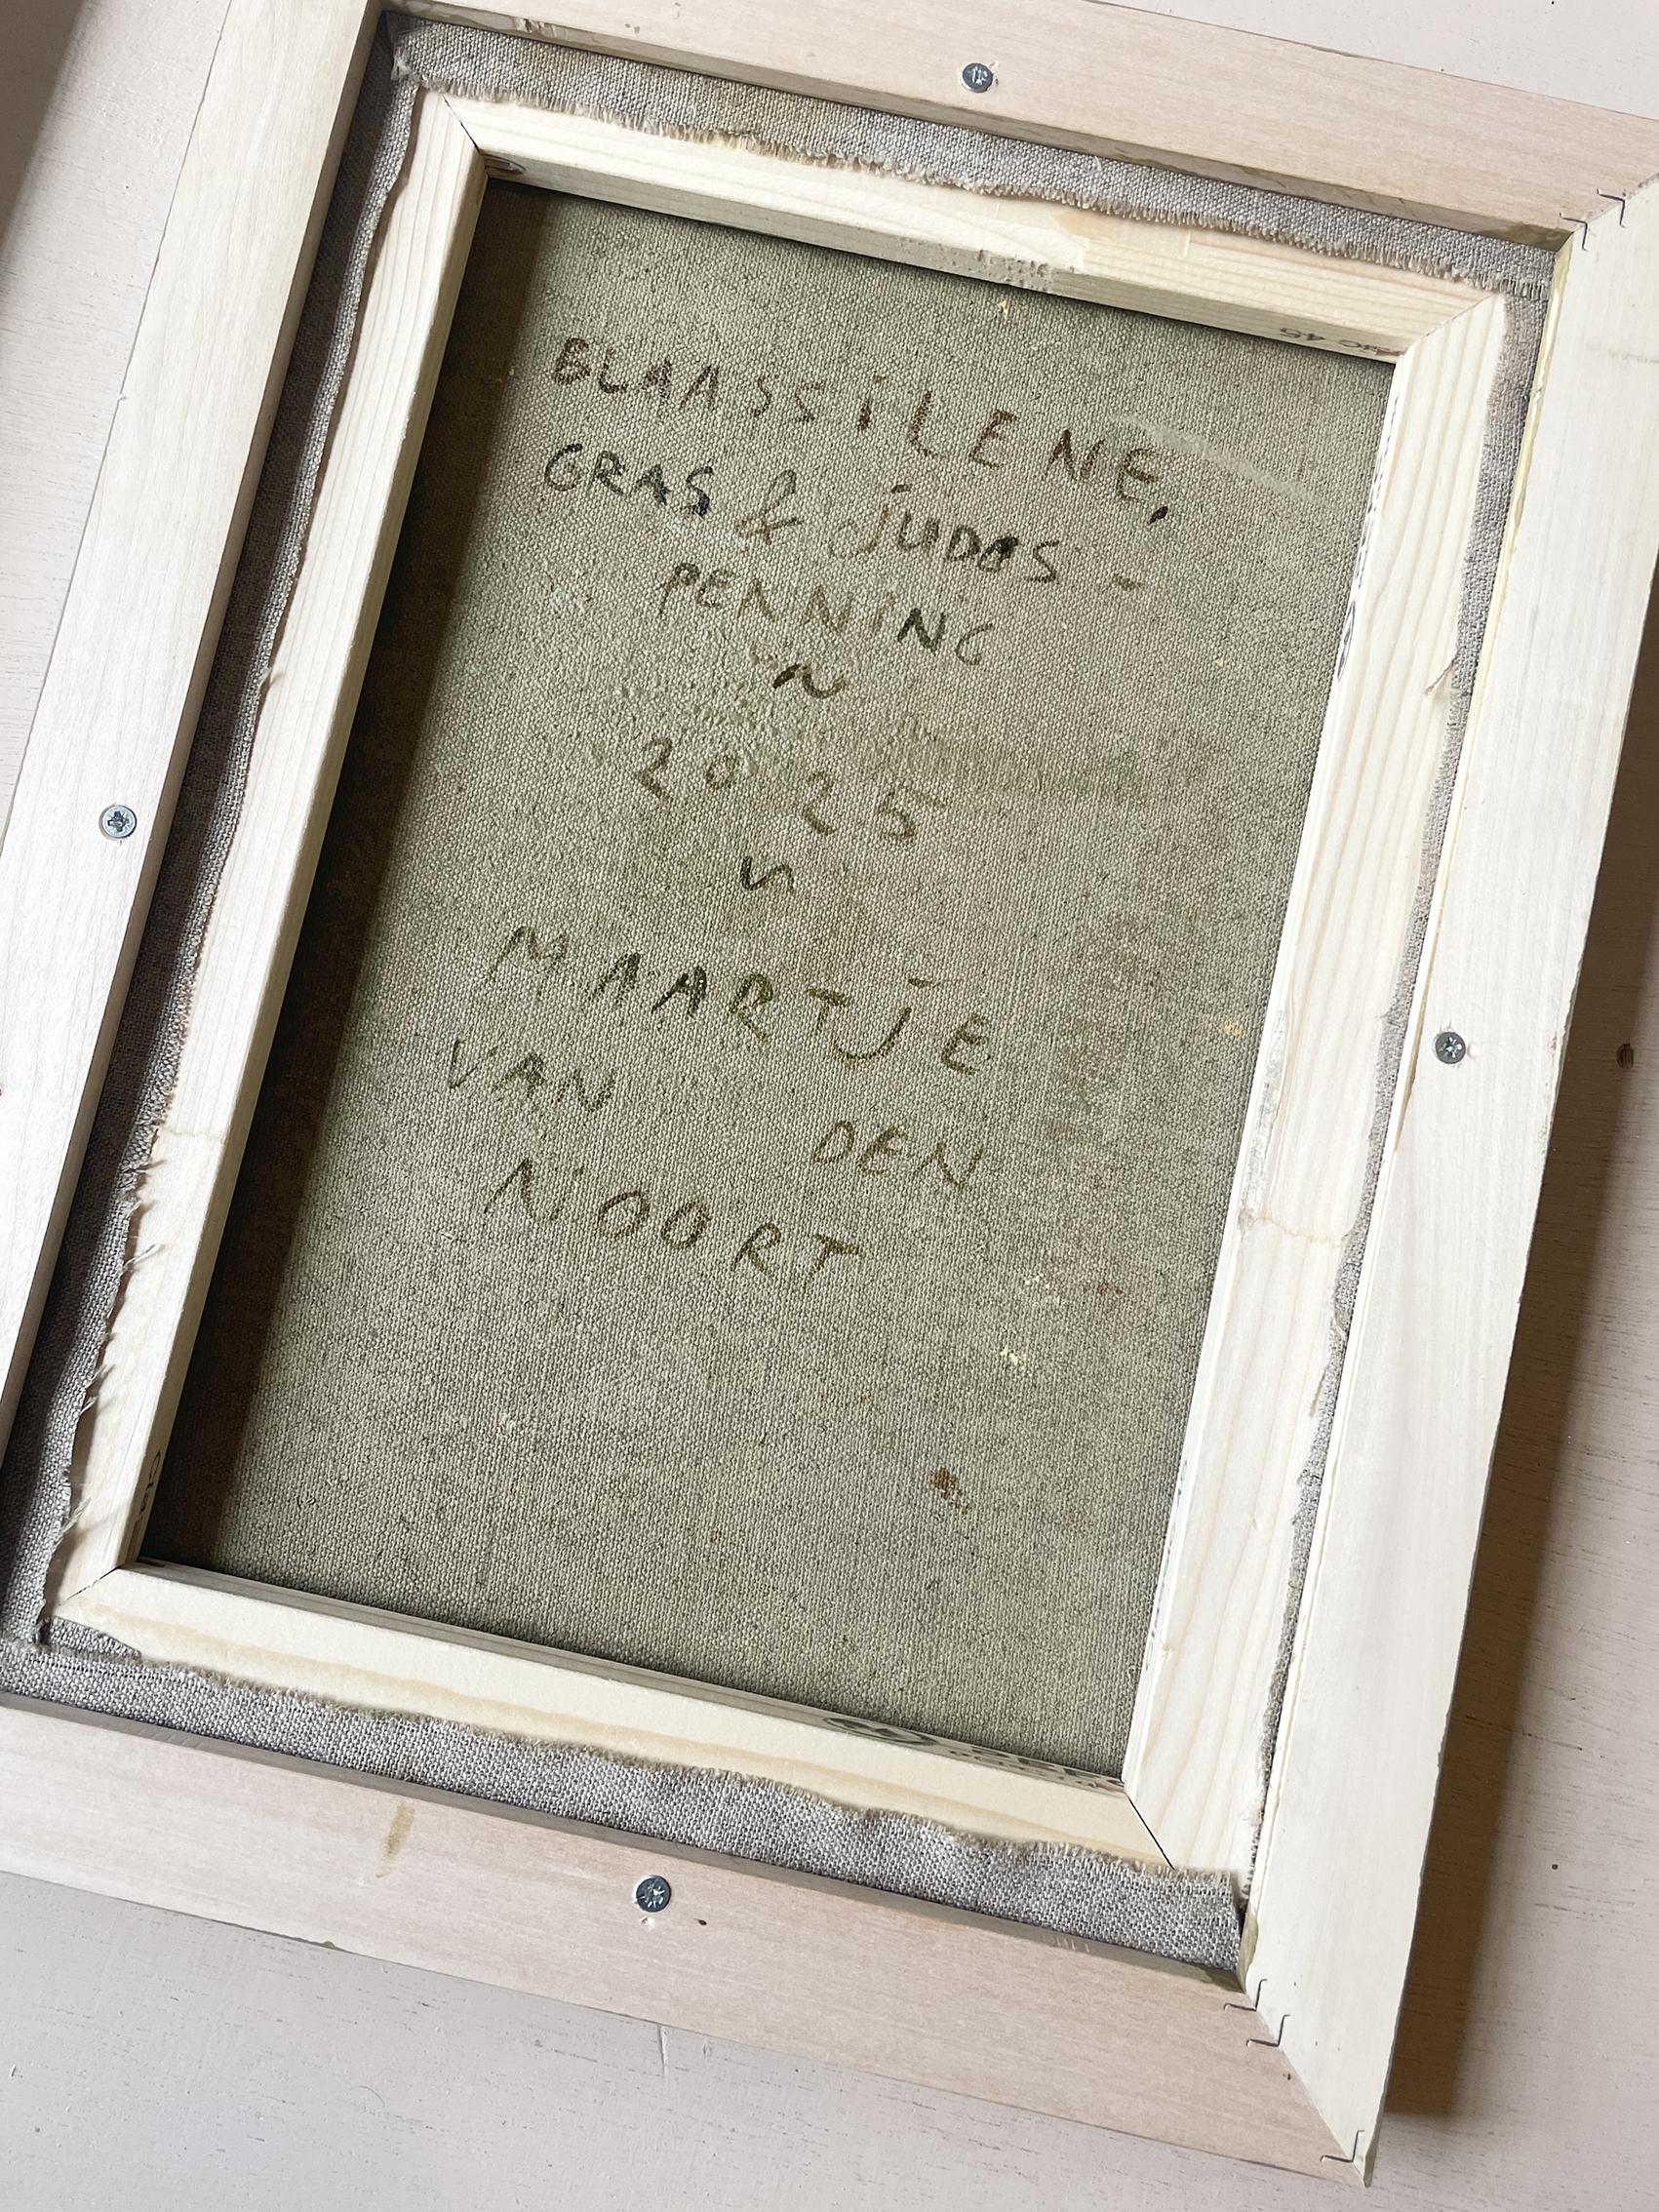 BLAASSiLENE,
GRAS & jUDAS-
PENNiNG
~
2025
~
MAARTjE
VAN DEN
NOORT